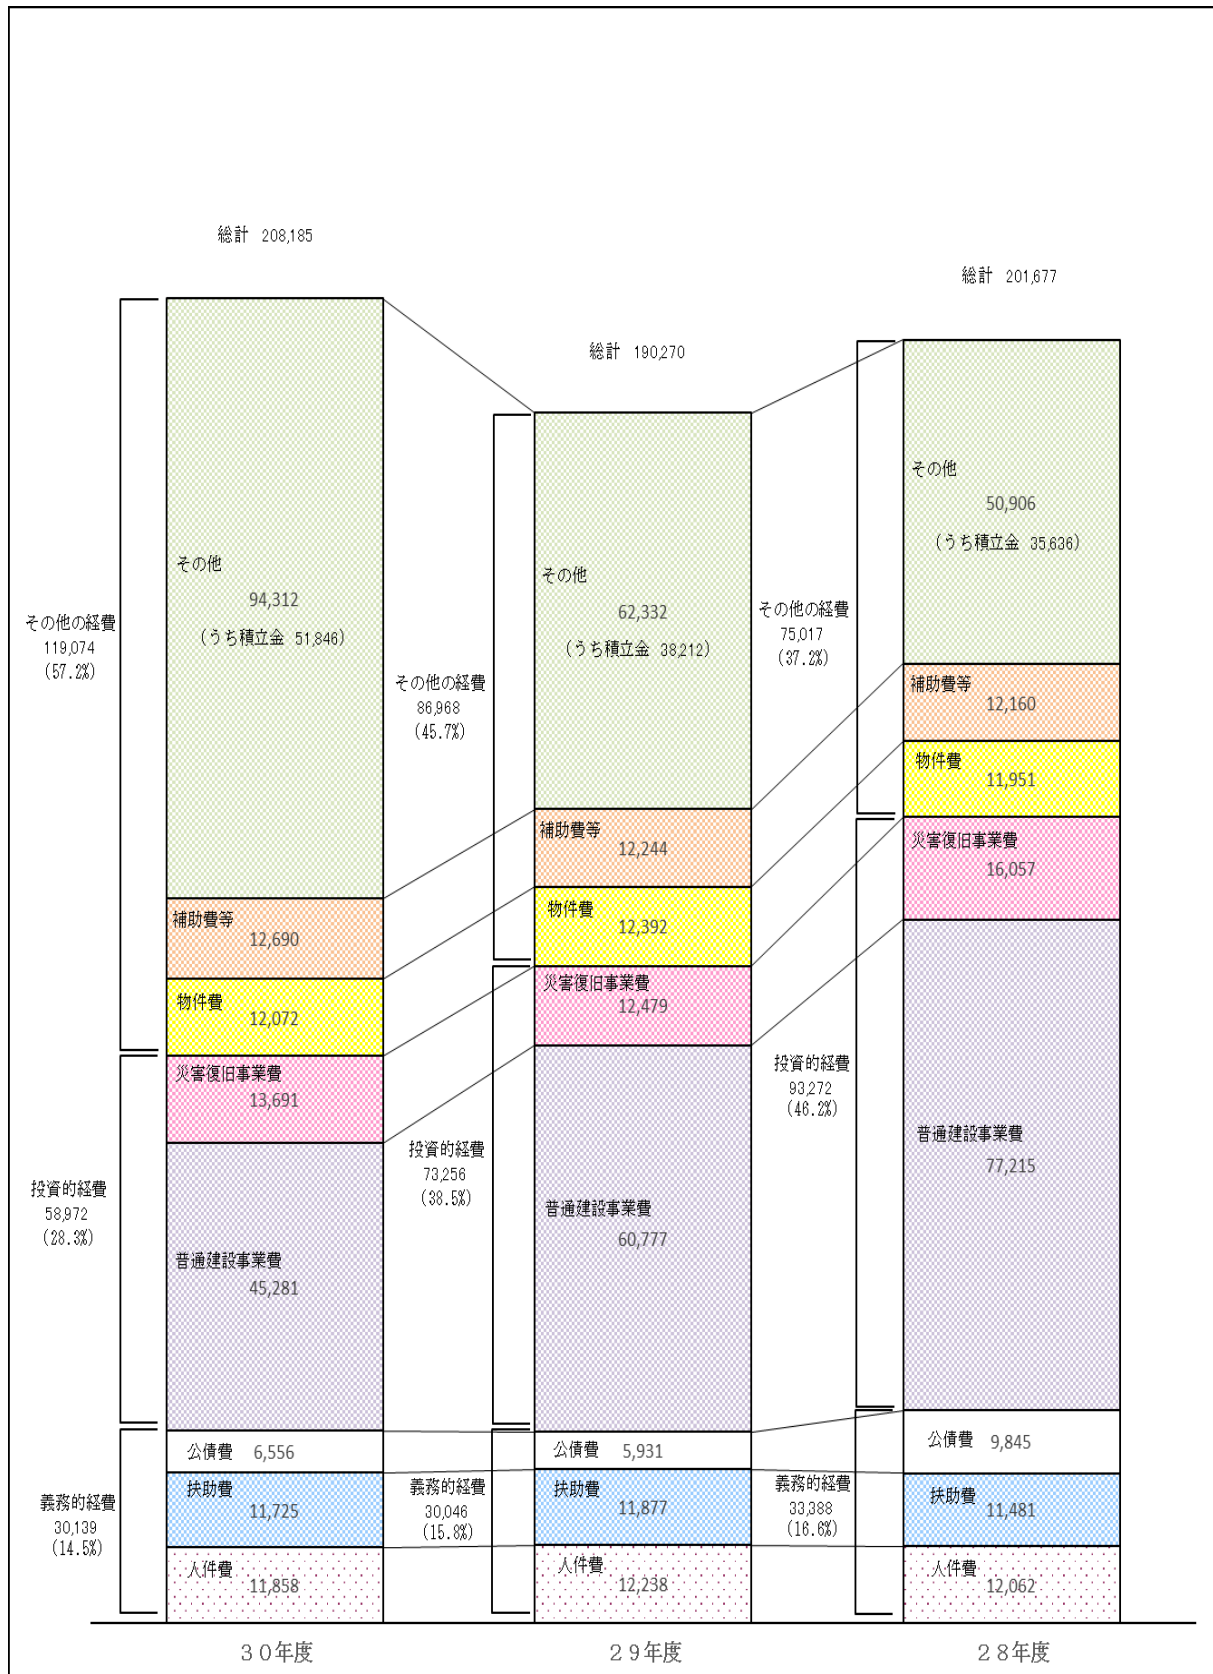 総計 208,185
その他
94,312
(うち積立金 51,846)
その他の経費
119,074
(57.2%)
補助費等
12,690
物件費
12,072
災害復旧事業費
13,691
投資的経費
58,972
(28.3%)
普通建設事業費
45,281
公債費 6,556
義務的経費
30,139
(14.5%)
扶助費
11,725
人件費
11,858
30年度
総計 190,270
その他
62,332
(うち積立金 38,212)
その他の経費
86,968
(45.7%)
補助費等
12,244
物件費
12,392
災害復旧事業費
12,479
投資的経費
73,256
(38.5%)
普通建設事業費
60,777
公債費 5,931
義務的経費
30,046
(15.8%)
扶助費
11,877
人件費
12,238
29年度
総計 201,677
その他
50,906
(うち積立金 35,636)
その他の経費
75,017
(37.2%)
補助費等
12,160
物件費
11,951
災害復旧事業費
16,057
投資的経費
93,272
(46.2%)
普通建設事業費
77,215
公債費 9,845
義務的経費
33,388
(16.6%)
扶助費
11,481
人件費
12,062
28年度